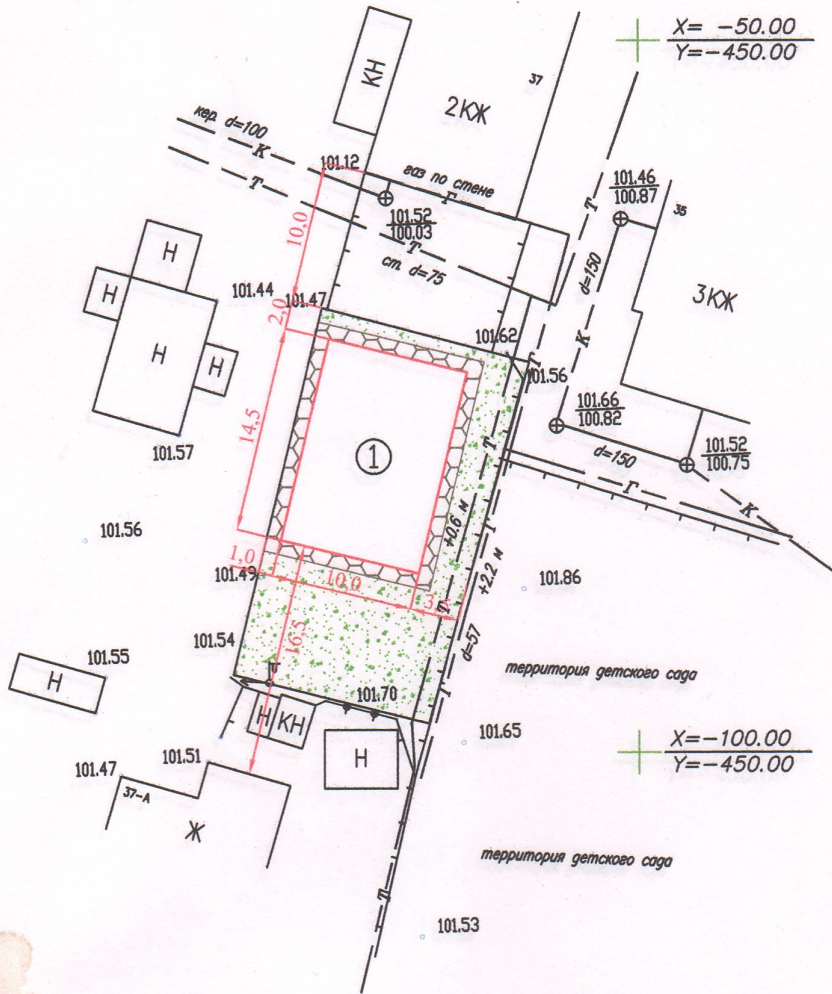 X= -50.00
Y=-450.00
КН
37
2КЖ
кер. d=100
К
Т
101.12
газ по стене
Г
101.46
100.87
35
101.52
100.03
Т
Т
10,0
ст. d=75
d=150
3КЖ
Н
Н
101.44
101.47
2,0
К
101.62
Н
Н
Г
101.56
101.66
100.82
14,5
101.57
1
Т
101.52
100.75
d=150
Г
К
101.56
+0.6 м
Г
+2.2 м
1,0
101.49
10,0
101.86
Т
16,5
101.54
d=57
101.55
Н
территория детского сада
Г
101.70
Н
КН
101.65
X=-100.00
Y=-450.00
Н
101.51
101.47
37-А
Ж
территория детского сада
Т
101.53